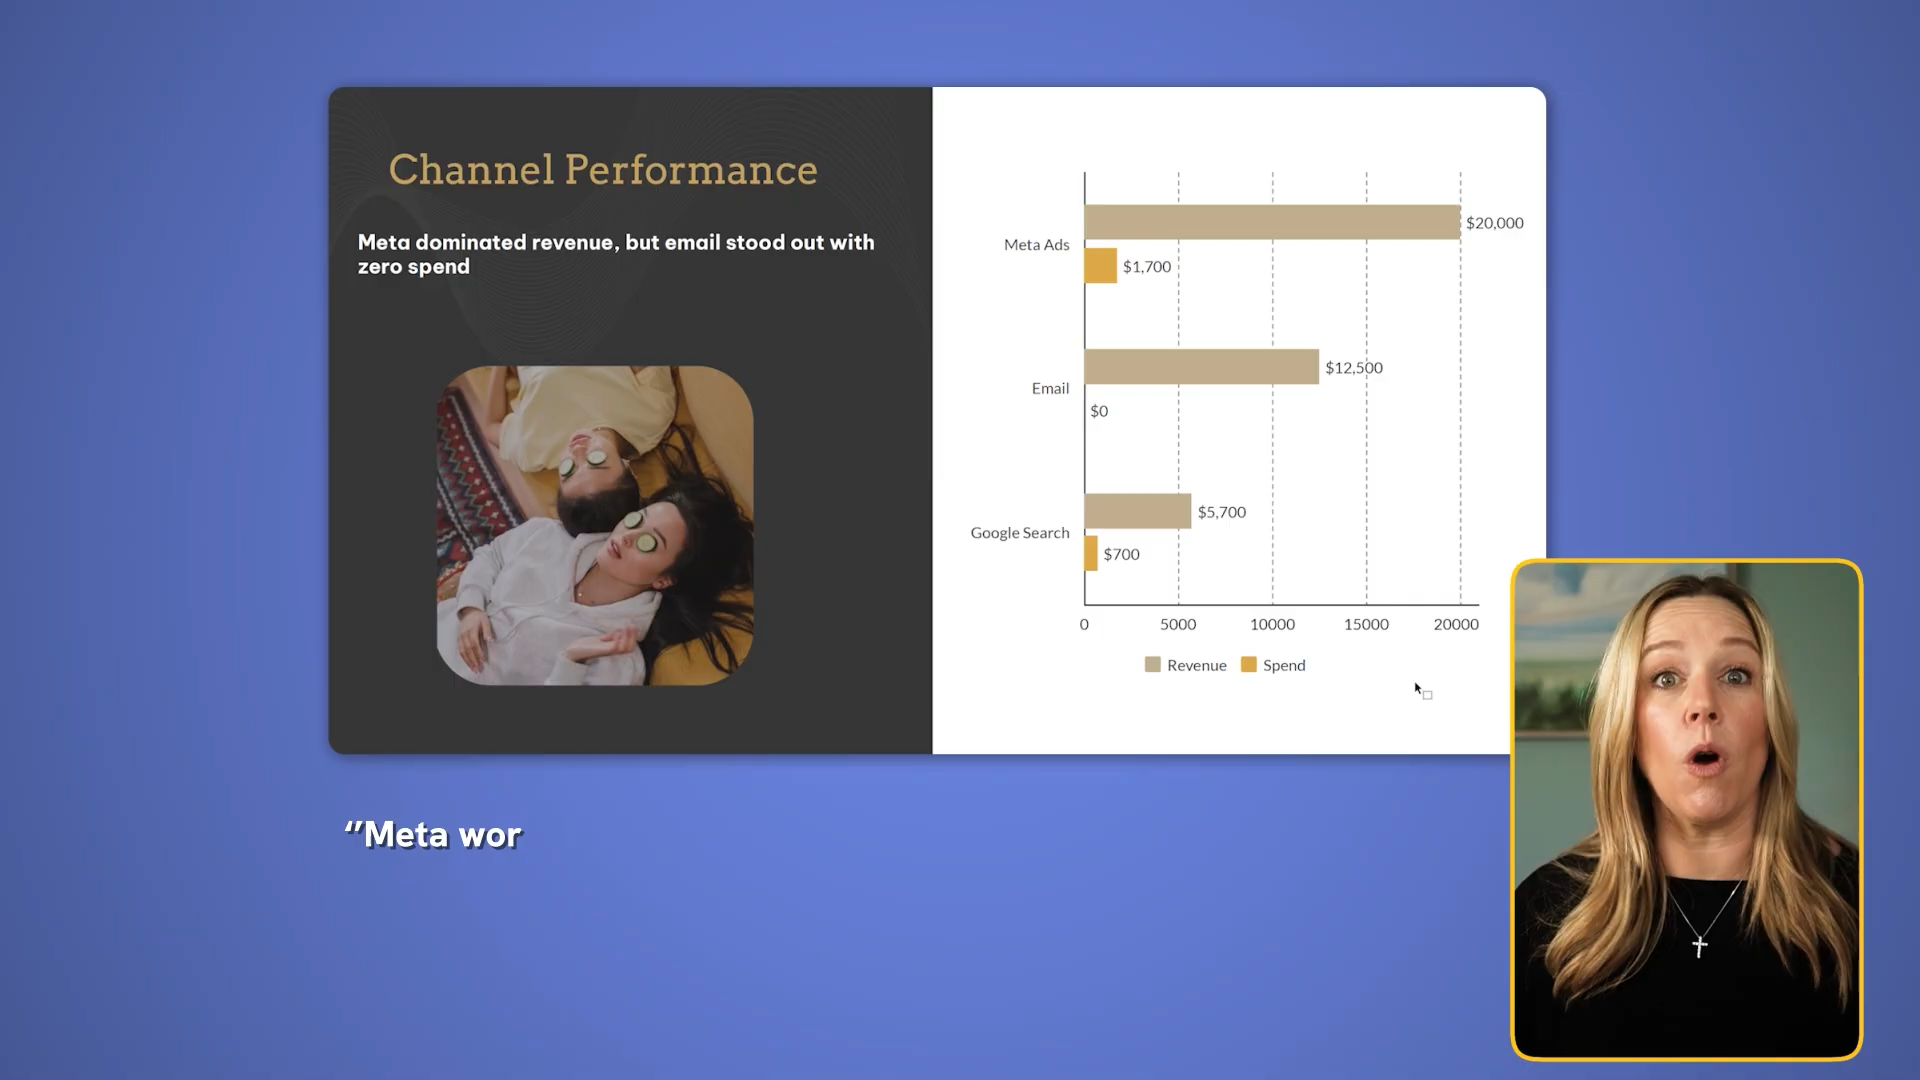 Channel Performance
Meta dominated revenue, but email stood out with
zero spend
Meta Ads
$20,000
$1,700
Email
$12,500
$0
Google Search
$5,700
$700
0 5000 10000 15000 20000
Revenue Spend
“Meta wor